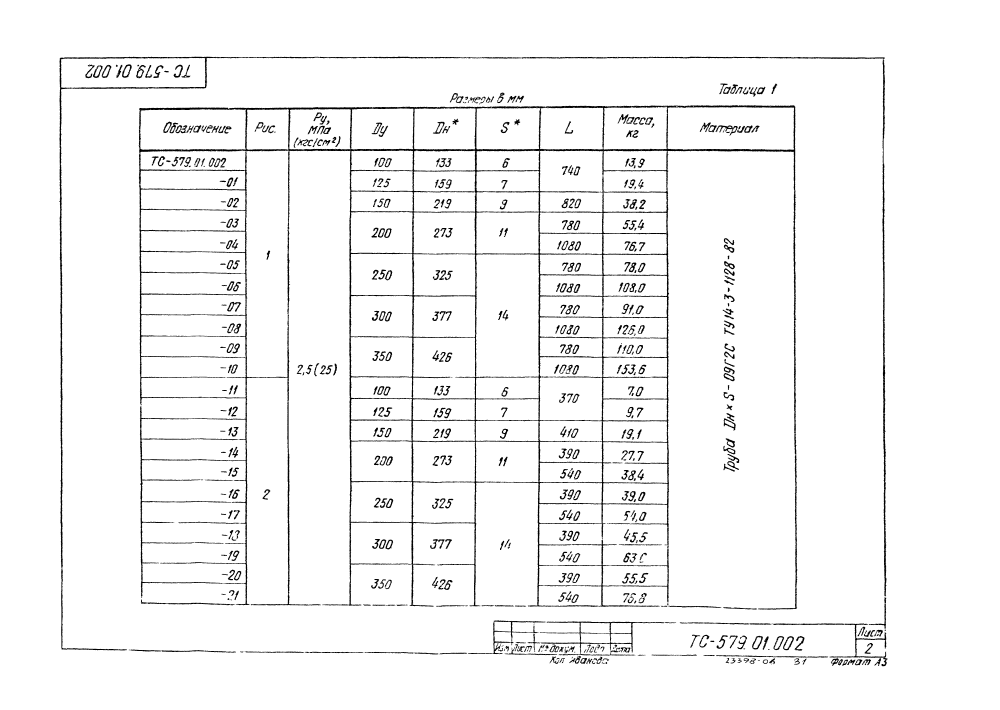 ТС-579.01.002
Таблица 1
Размеры в мм
Обозначение Рис. Ру, МПа (кгс/см²) Ду Дн* S* L Масса, кг Материал
ТС-579.01.002 1 2,5(25) 100 133 6 740 13,9 Труба Дн×S-09Г2С ТУ14-3-1128-82
-01 125 159 7 19,4
-02 150 219 9 820 38,2
-03 200 273 11 780 55,4
-04 1080 76,7
-05 250 325 14 780 78,0
-06 1080 108,0
-07 300 377 780 91,0
-08 1080 126,0
-09 350 426 780 110,0
-10 1080 153,6
-11 2 100 133 6 370 7,0
-12 125 159 7 9,7
-13 150 219 9 410 19,1
-14 200 273 11 390 27,7
-15 540 38,4
-16 250 325 14 390 39,0
-17 540 54,0
-18 300 377 390 45,5
-19 540
-20 350 426 390 55,5
-21 540 76,8
Изм Лист № докум. Подп Дата
ТС-579.01.002
Лист
2
Коп Иванова
23398-06 31
Формат А3